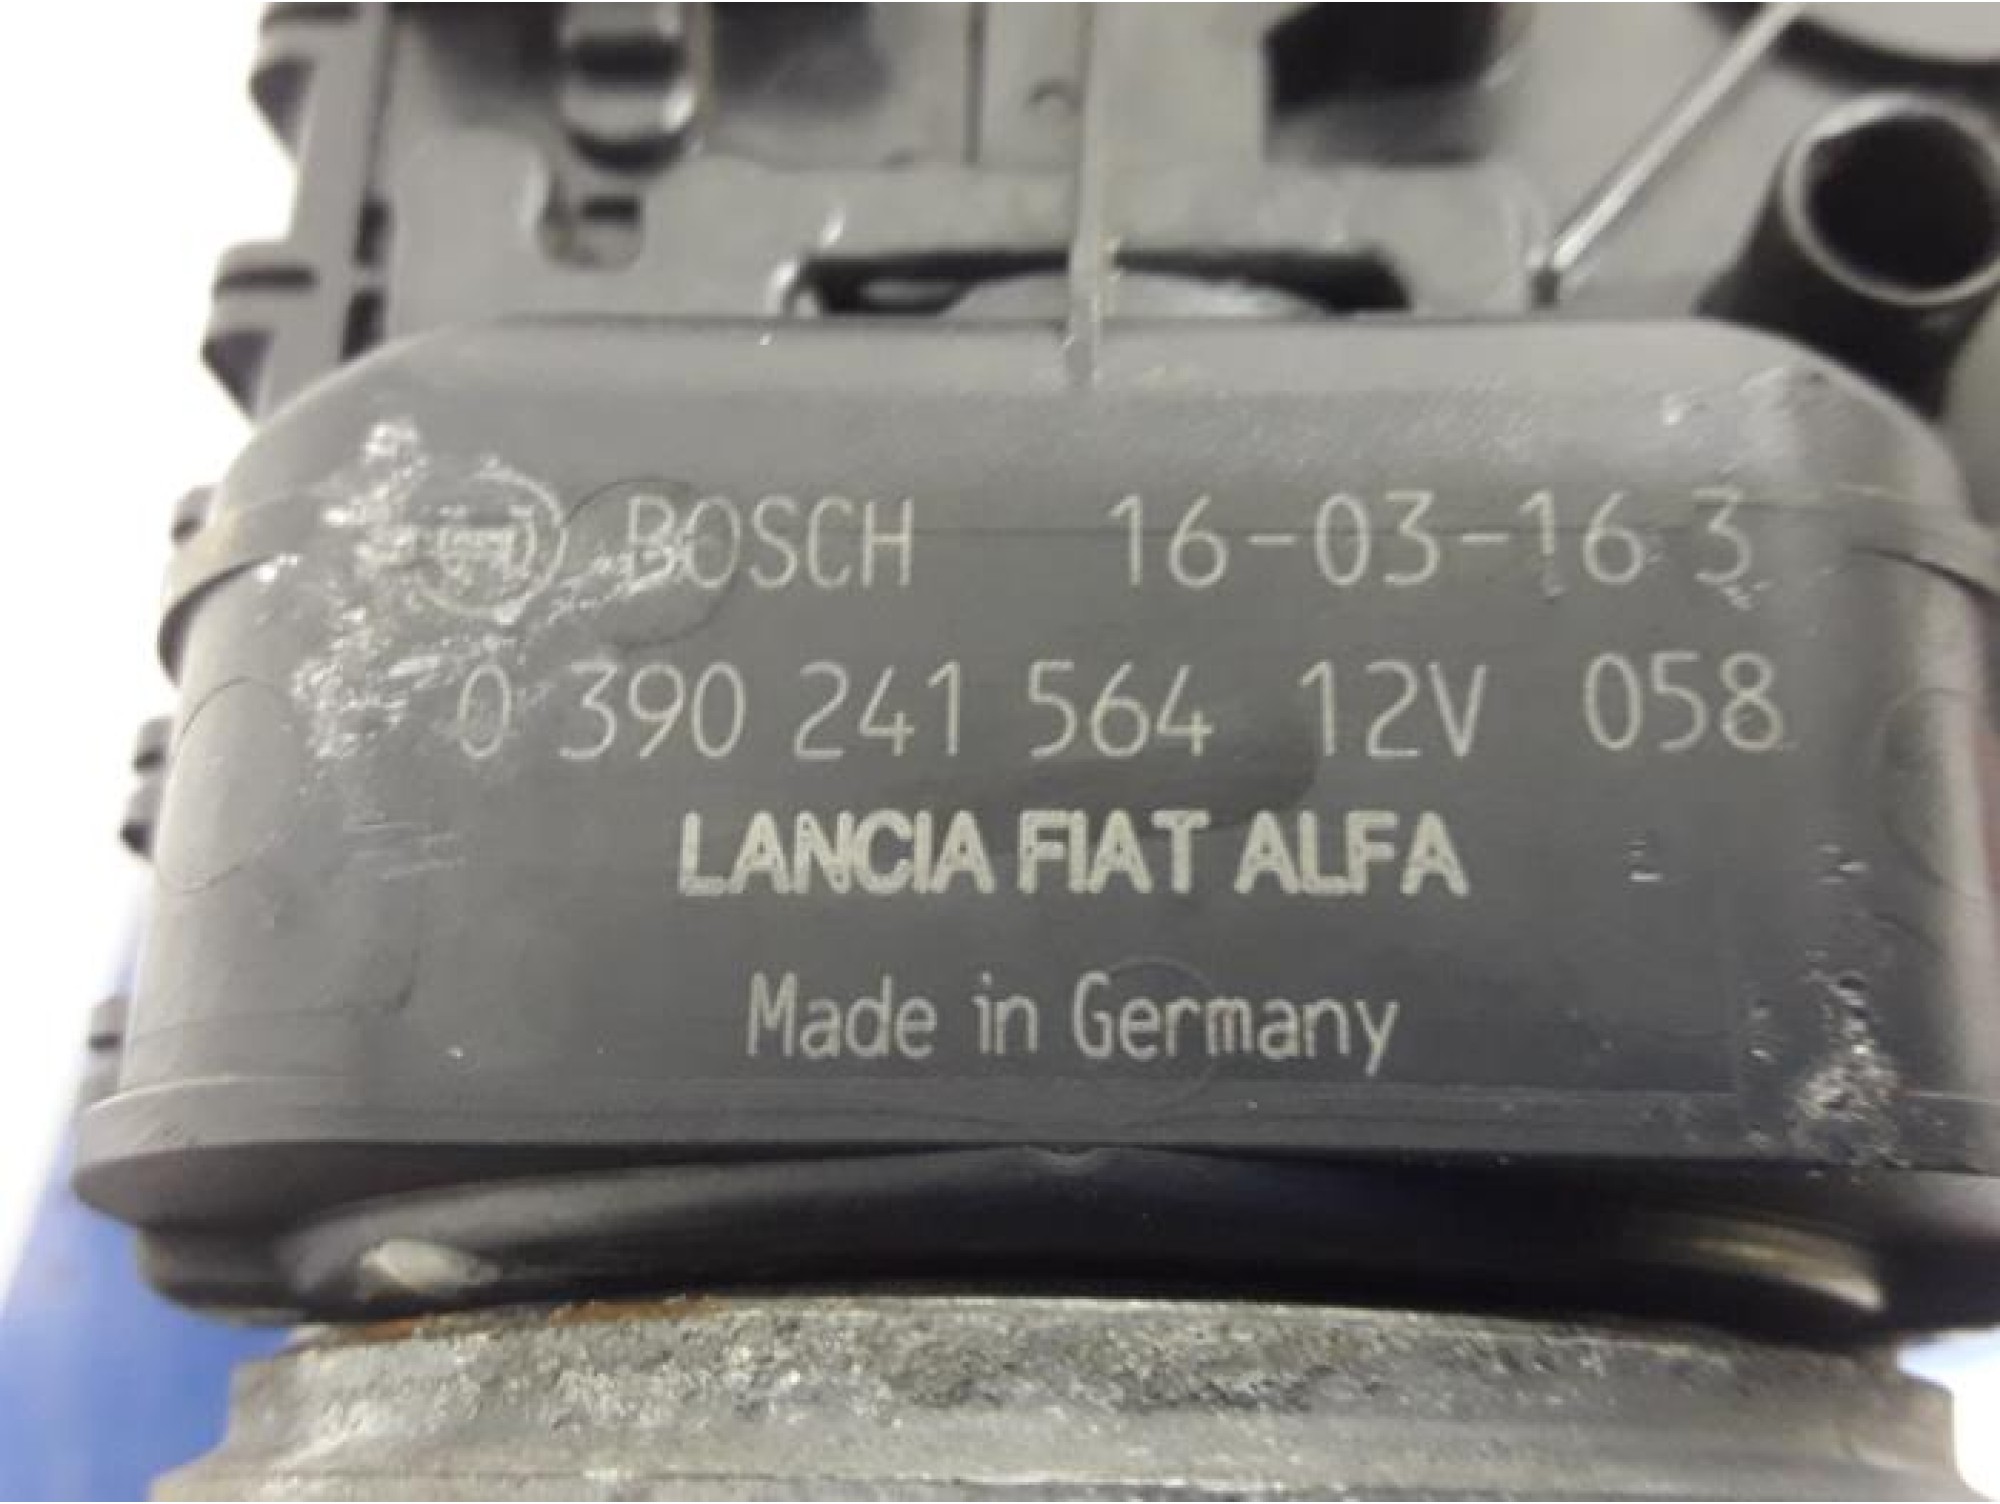 BOSCH 16-03-16 3
0 390 241 564 12V 058
LANCIA FIAT ALFA
Made in Germany